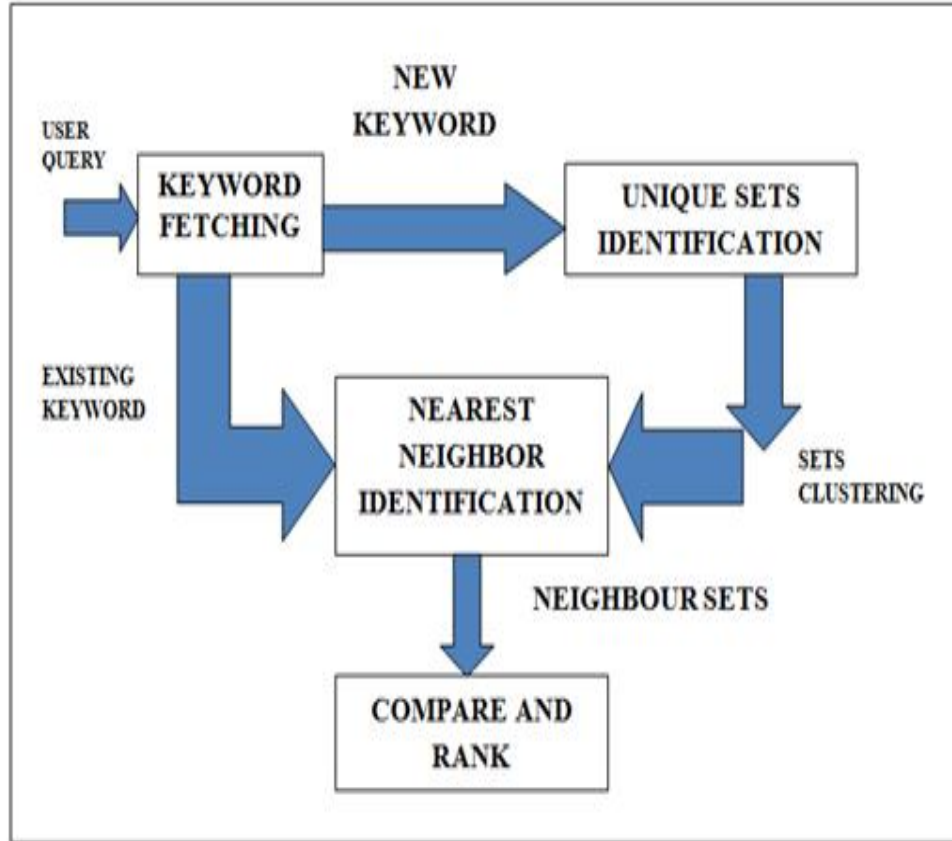 NEW
KEYWORD
USER
QUERY
KEYWORD
FETCHING
UNIQUE SETS
IDENTIFICATION
EXISTING
KEYWORD
NEAREST
NEIGHBOR
IDENTIFICATION
SETS
CLUSTERING
NEIGHBOUR SETS
COMPARE AND
RANK